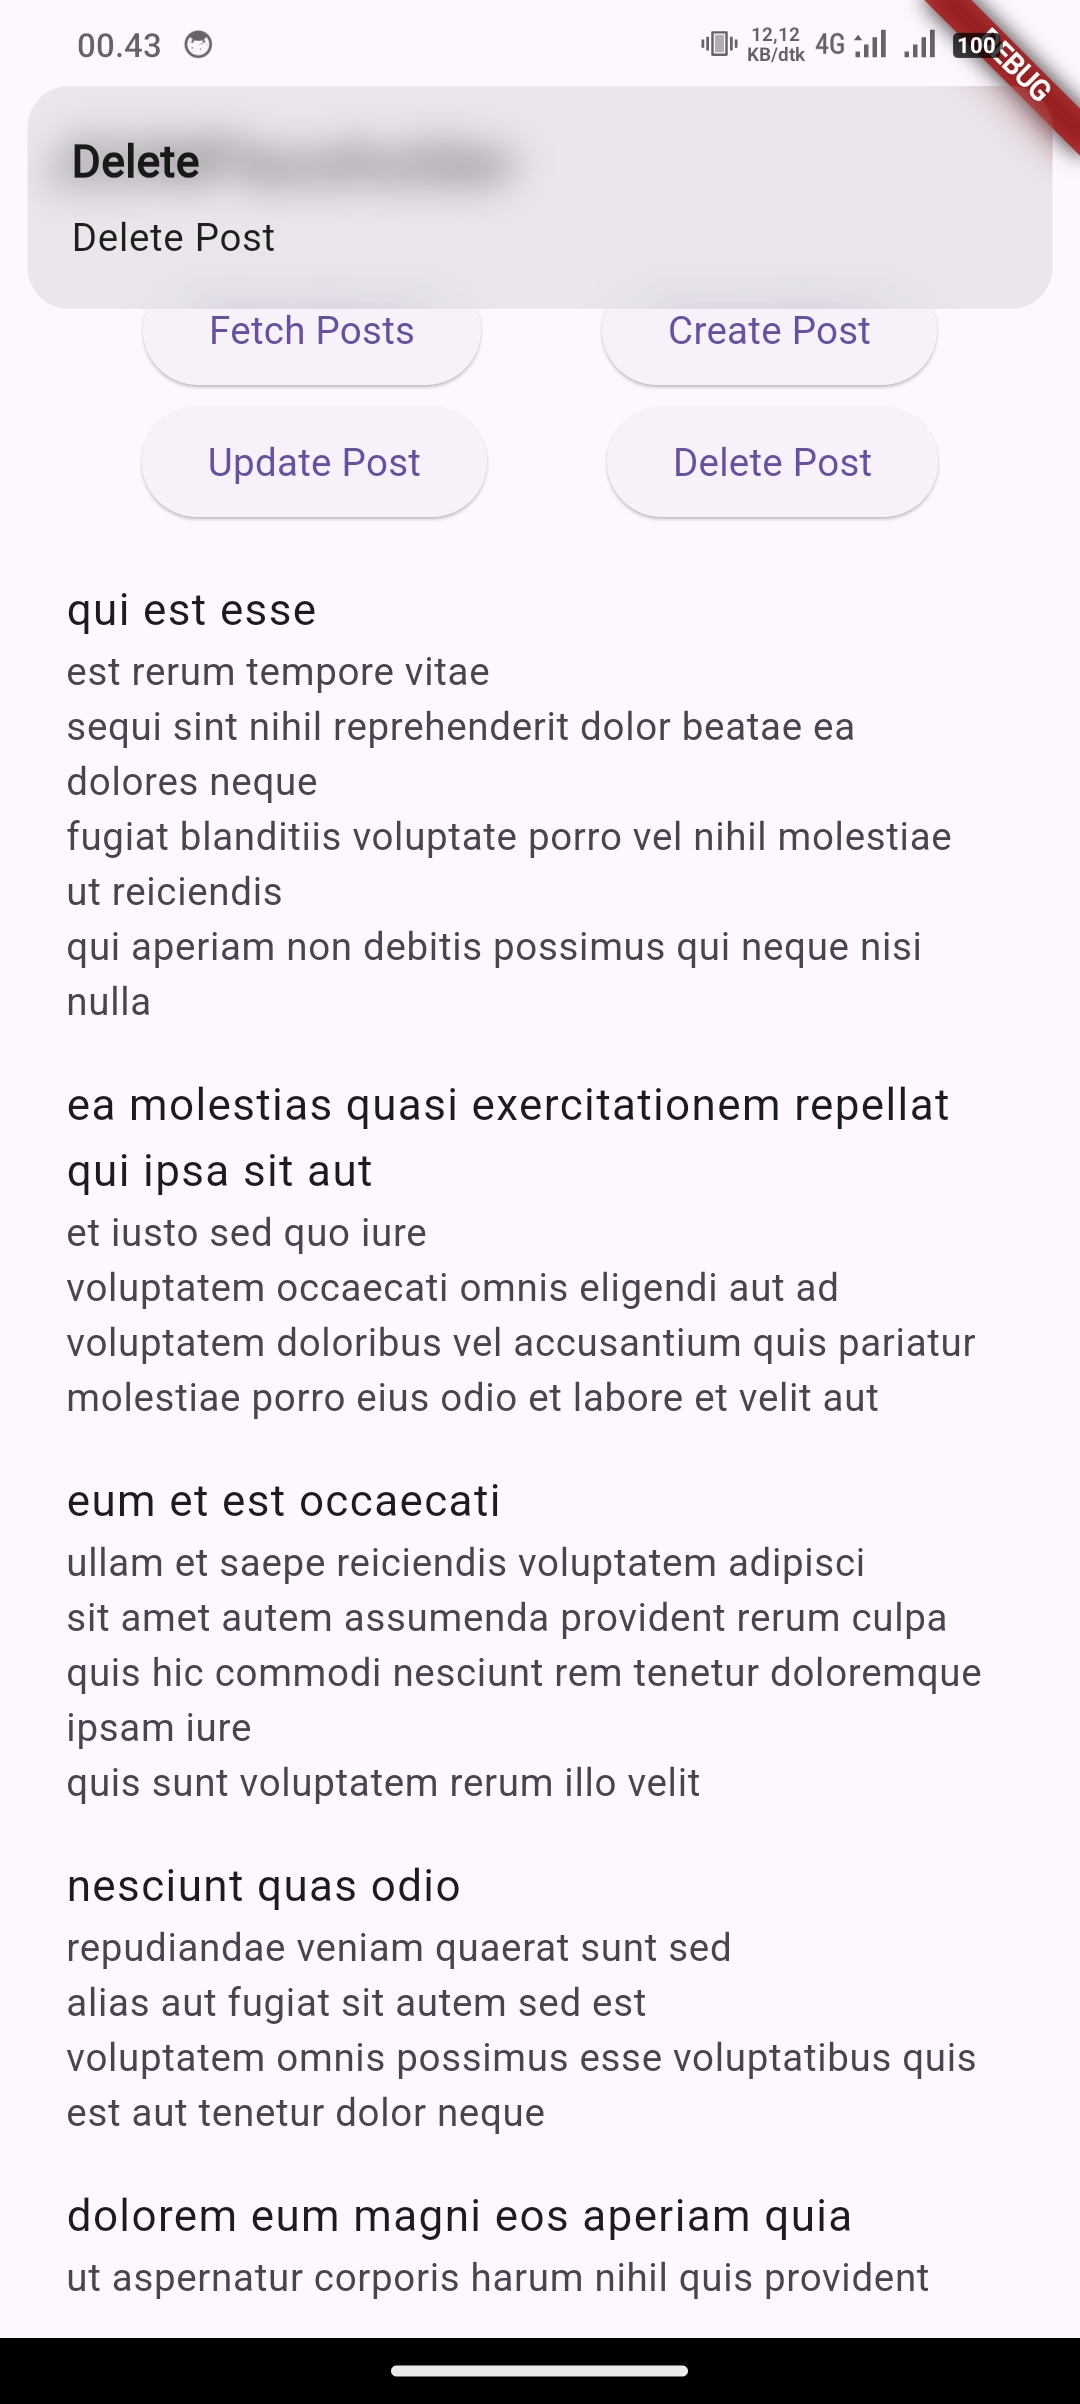 00.43
12,12
KB/dtk
4G
100
Delete
Delete Post
Fetch Posts
Create Post
Update Post
Delete Post
qui est esse
est rerum tempore vitae
sequi sint nihil reprehenderit dolor beatae ea
dolores neque
fugiat blanditiis voluptate porro vel nihil molestiae
ut reiciendis
qui aperiam non debitis possimus qui neque nisi
nulla
ea molestias quasi exercitationem repellat
qui ipsa sit aut
et iusto sed quo iure
voluptatem occaecati omnis eligendi aut ad
voluptatem doloribus vel accusantium quis pariatur
molestiae porro eius odio et labore et velit aut
eum et est occaecati
ullam et saepe reiciendis voluptatem adipisci
sit amet autem assumenda provident rerum culpa
quis hic commodi nesciunt rem tenetur doloremque
ipsam iure
quis sunt voluptatem rerum illo velit
nesciunt quas odio
repudiandae veniam quaerat sunt sed
alias aut fugiat sit autem sed est
voluptatem omnis possimus esse voluptatibus quis
est aut tenetur dolor neque
dolorem eum magni eos aperiam quia
ut aspernatur corporis harum nihil quis provident